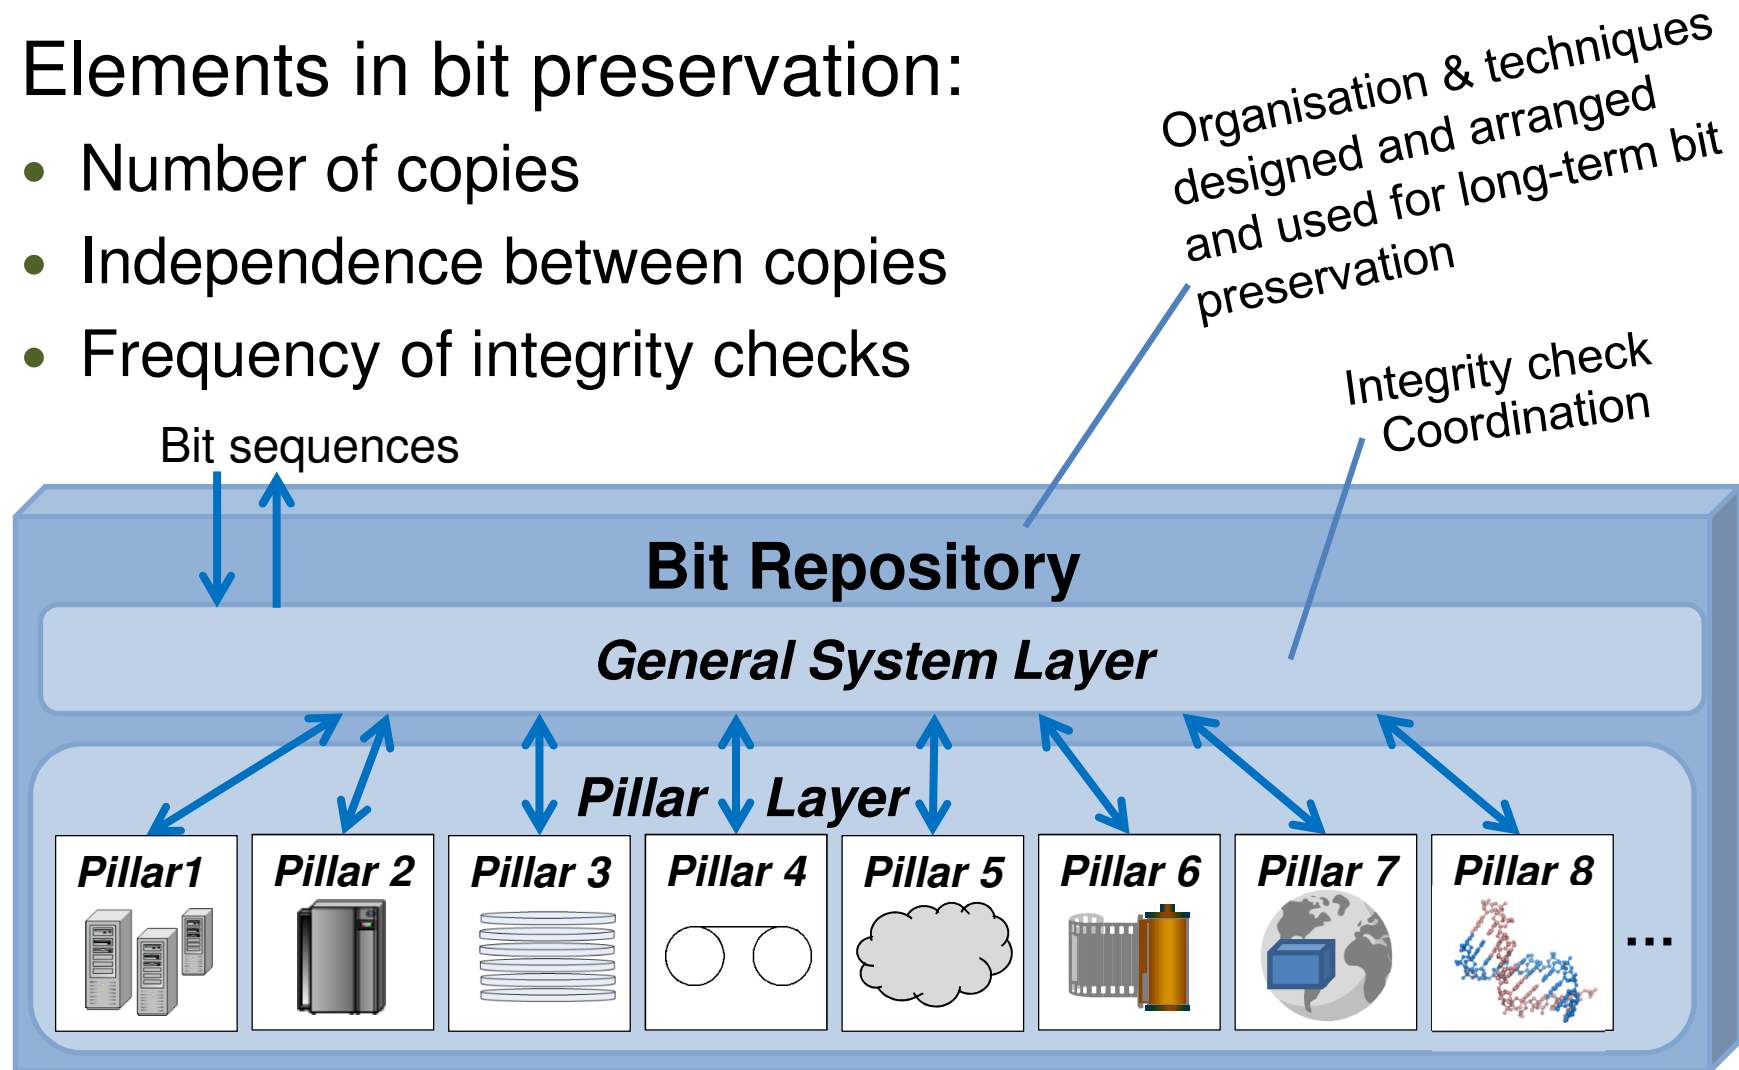 Elements in bit preservation:
• Number of copies
• Independence between copies
• Frequency of integrity checks
Organisation & techniques
designed and arranged
and used for long-term bit
preservation
Integrity check
Coordination
Bit sequences
Bit Repository
General System Layer
Pillar Layer
Pillar1
Pillar 2
Pillar 3
Pillar 4
Pillar 5
Pillar 6
Pillar 7
Pillar 8
...